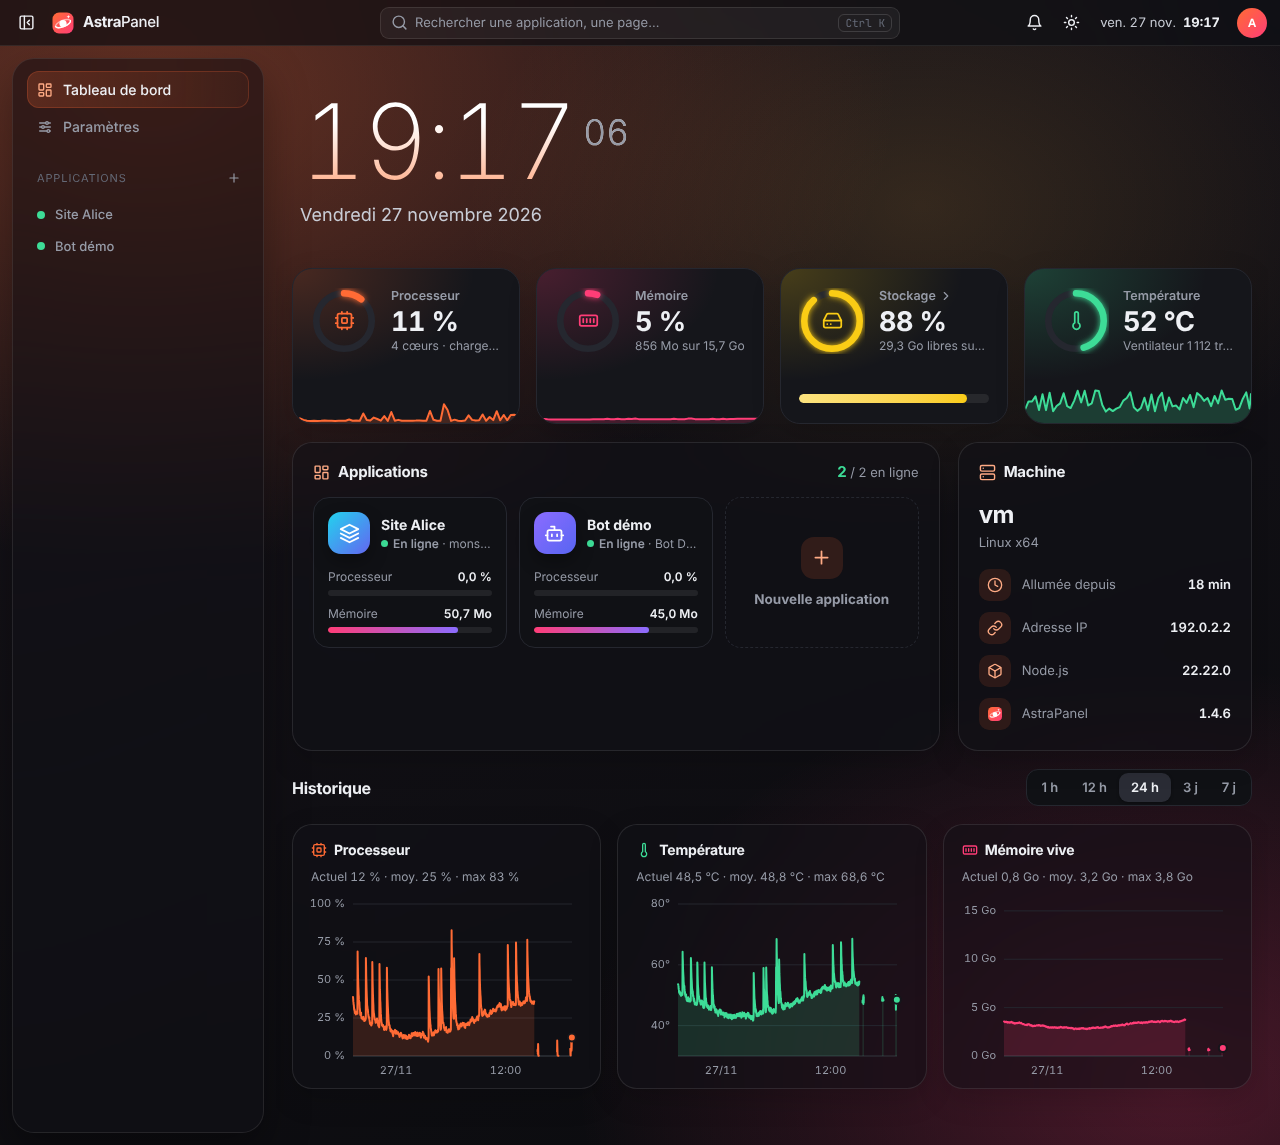 AstraPanel
Rechercher une application, une page...
Ctrl K
ven. 27 nov. 19:17
A
Tableau de bord
Paramètres
APPLICATIONS
Site Alice
Bot démo
19:17 06
Vendredi 27 novembre 2026
Processeur
11 %
4 cœurs · charge...
Mémoire
5 %
856 Mo sur 15,7 Go
Stockage
88 %
29,3 Go libres su...
Température
52 °C
Ventilateur 1 112 tr...
Applications
2 / 2 en ligne
Site Alice
En ligne · mons...
Processeur 0,0 %
Mémoire 50,7 Mo
Bot démo
En ligne · Bot D...
Processeur 0,0 %
Mémoire 45,0 Mo
Nouvelle application
Machine
vm
Linux x64
Allumée depuis 18 min
Adresse IP 192.0.2.2
Node.js 22.22.0
AstraPanel 1.4.6
Historique
1 h 12 h 24 h 3 j 7 j
Processeur
Actuel 12 % · moy. 25 % · max 83 %
100 %
75 %
50 %
25 %
0 %
27/11 12:00
Température
Actuel 48,5 °C · moy. 48,8 °C · max 68,6 °C
80°
60°
40°
27/11 12:00
Mémoire vive
Actuel 0,8 Go · moy. 3,2 Go · max 3,8 Go
15 Go
10 Go
5 Go
0 Go
27/11 12:00